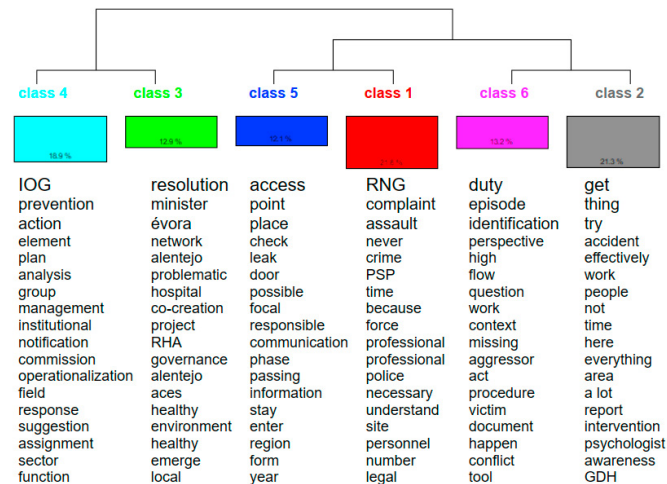 class 4 class 3 class 5 class 1 class 6 class 2
18.9 % 12.9 % 12.1 % 21.6 % 13.2 % 21.3 %
IOG resolution access RNG duty get
prevention minister point complaint episode thing
action évora place assault identification try
element network check never perspective accident
plan alentejo leak crime high effectively
analysis problematic door PSP flow work
group hospital possible time question people
management co-creation focal because work not
institutional project responsible force context time
notification RHA communication professional missing here
commission governance phase professional aggressor everything
operationalization alentejo passing police act area
field aces information necessary procedure a lot
response healthy stay understand victim report
suggestion environment enter site document intervention
assignment healthy region personnel happen psychologist
sector emerge form number conflict awareness
function local year legal tool GDH